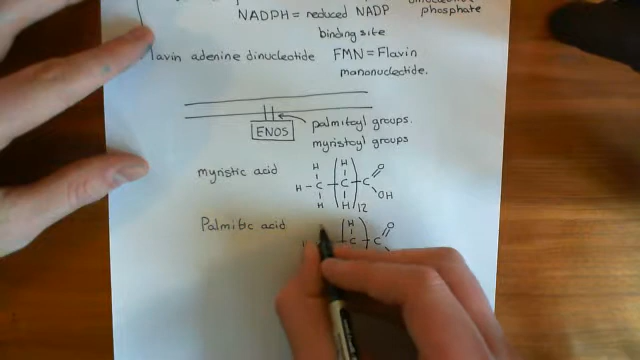 NADPH = reduced NADP phosphate
binding site
flavin adenine dinucleotide FMN = Flavin
mononuclectide.
ENOS
palmitoyl groups.
myristoyl groups
myristic acid
H H O
H - C - C - C
H H 12 OH
Palmitic acid
H O
C C